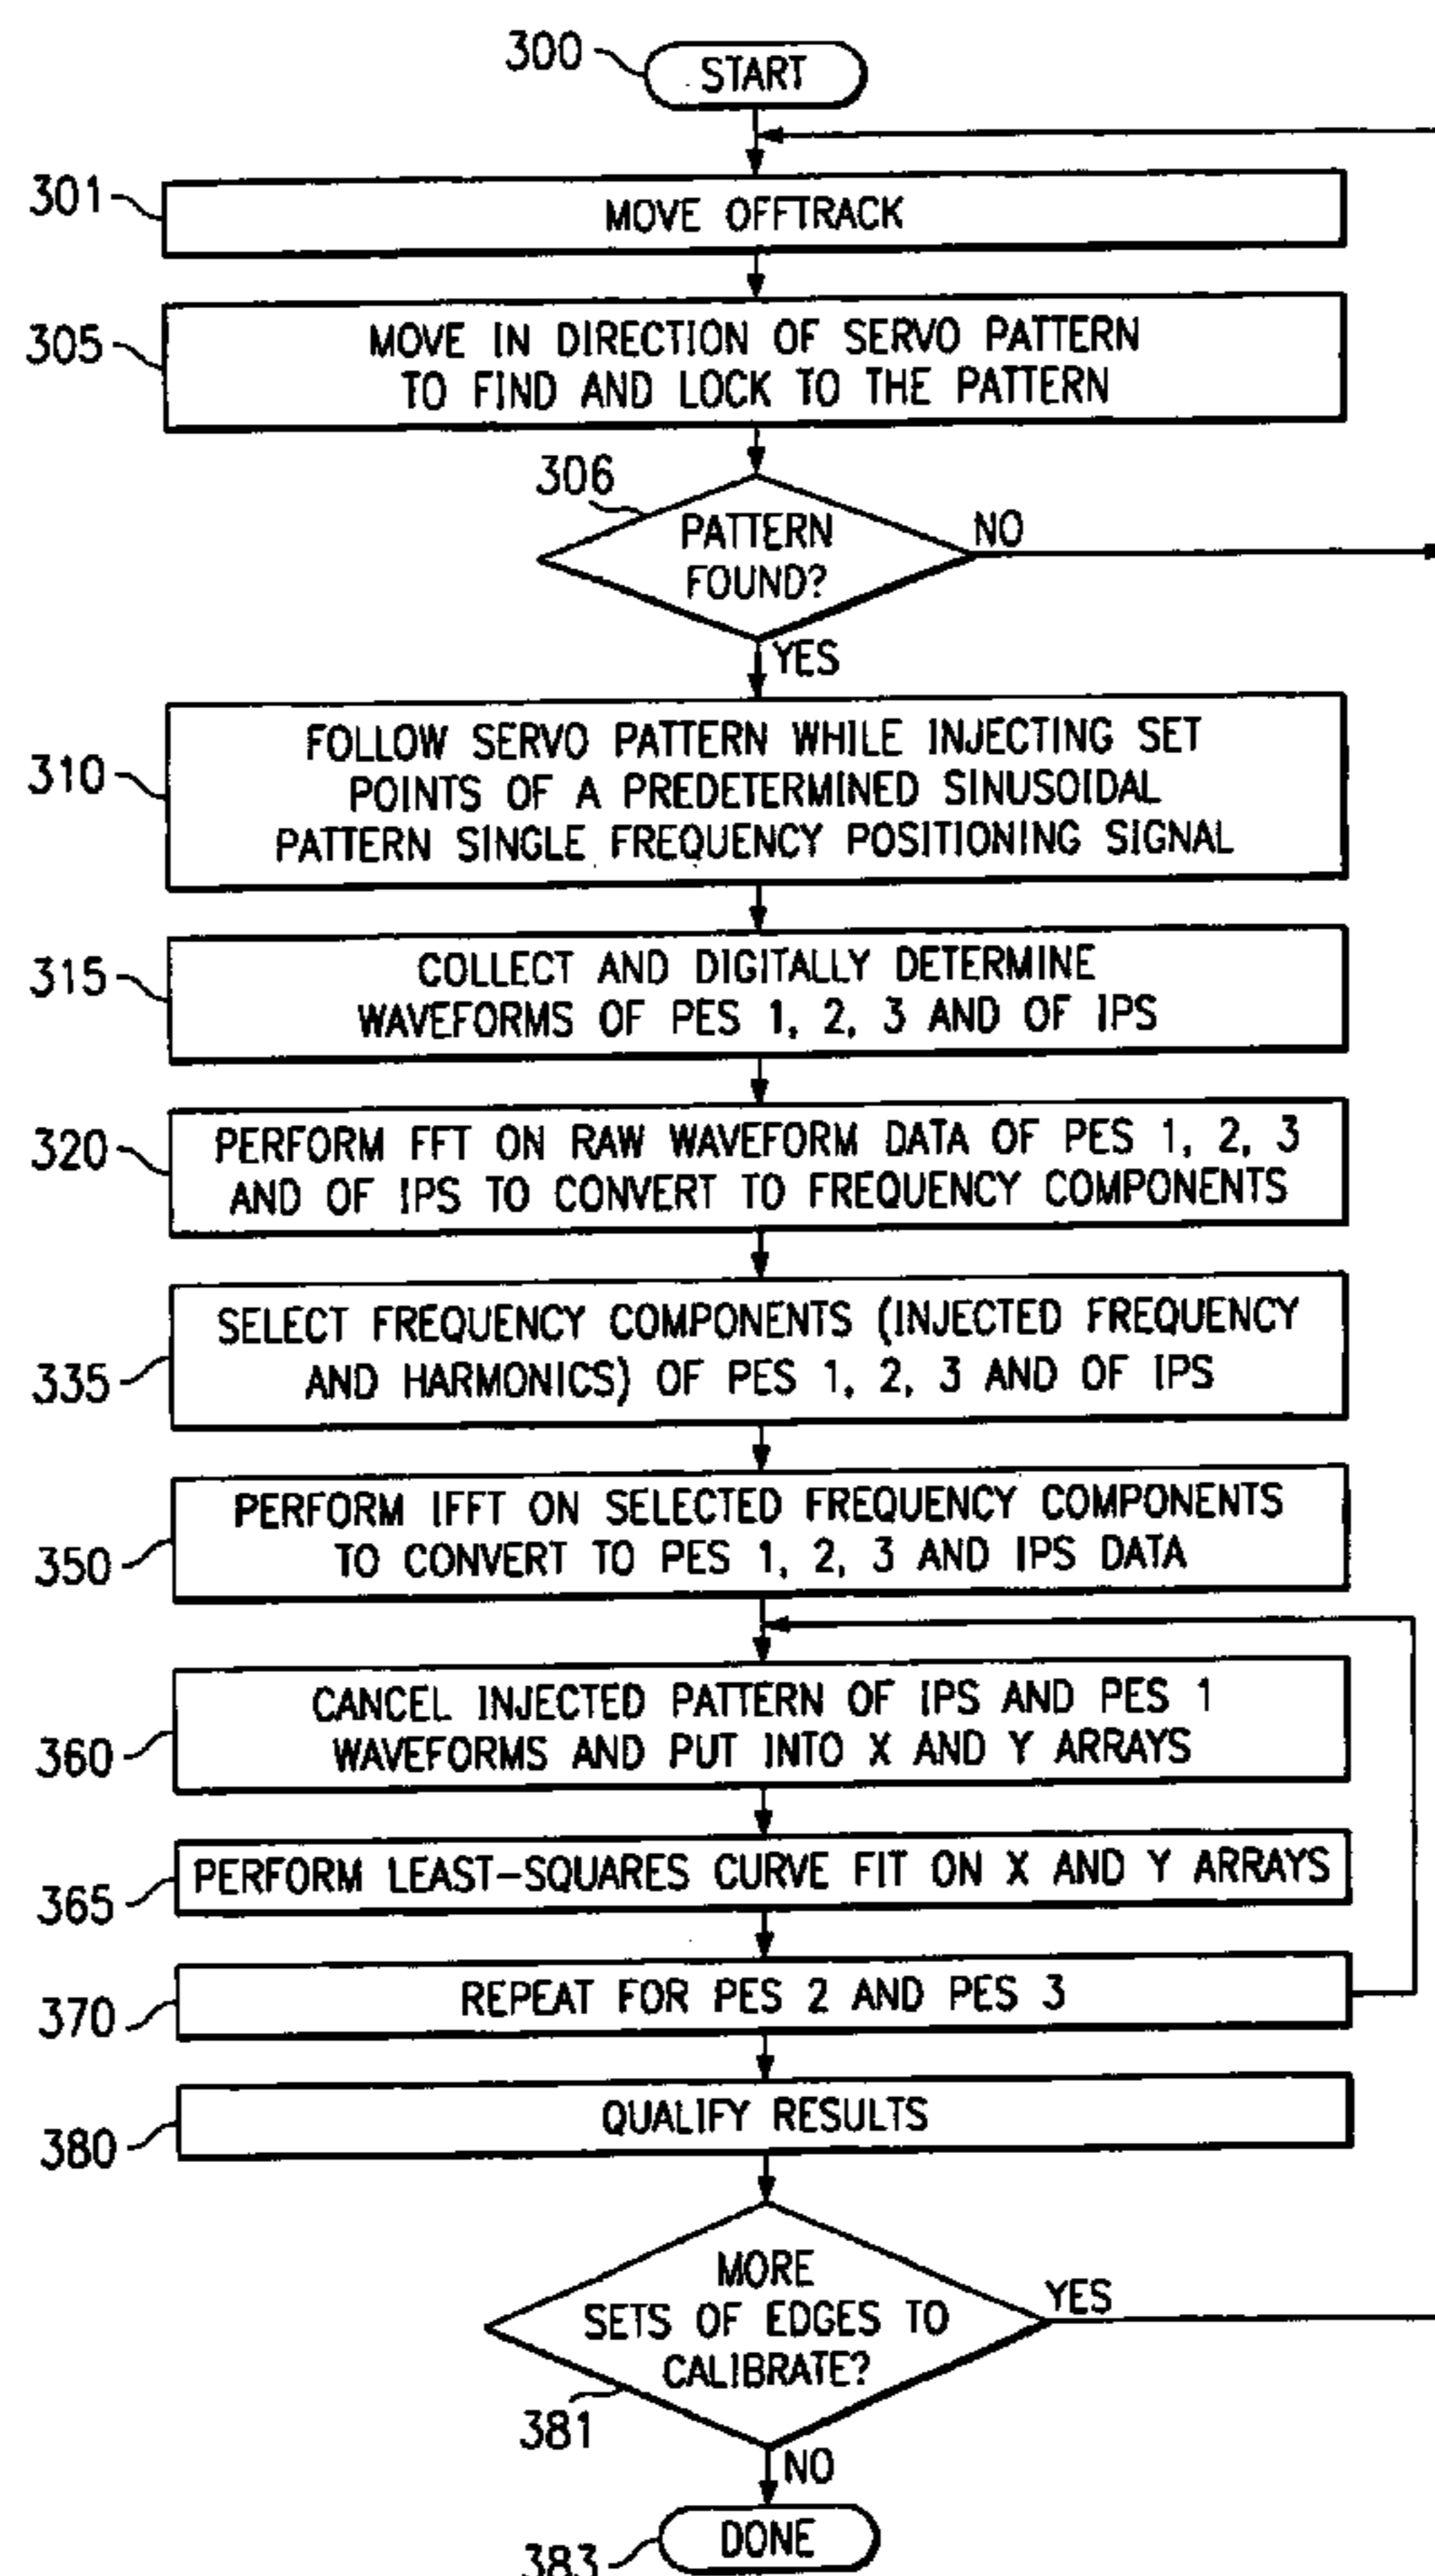 300
START
301
MOVE OFFTRACK
305
MOVE IN DIRECTION OF SERVO PATTERN
TO FIND AND LOCK TO THE PATTERN
306
PATTERN
FOUND?
NO
YES
310
FOLLOW SERVO PATTERN WHILE INJECTING SET
POINTS OF A PREDETERMINED SINUSOIDAL
PATTERN SINGLE FREQUENCY POSITIONING SIGNAL
315
COLLECT AND DIGITALLY DETERMINE
WAVEFORMS OF PES 1, 2, 3 AND OF IPS
320
PERFORM FFT ON RAW WAVEFORM DATA OF PES 1, 2, 3
AND OF IPS TO CONVERT TO FREQUENCY COMPONENTS
335
SELECT FREQUENCY COMPONENTS (INJECTED FREQUENCY
AND HARMONICS) OF PES 1, 2, 3 AND OF IPS
350
PERFORM IFFT ON SELECTED FREQUENCY COMPONENTS
TO CONVERT TO PES 1, 2, 3 AND IPS DATA
360
CANCEL INJECTED PATTERN OF IPS AND PES 1
WAVEFORMS AND PUT INTO X AND Y ARRAYS
365
PERFORM LEAST-SQUARES CURVE FIT ON X AND Y ARRAYS
370
REPEAT FOR PES 2 AND PES 3
380
QUALIFY RESULTS
MORE
SETS OF EDGES TO
CALIBRATE?
YES
381
NO
DONE
383